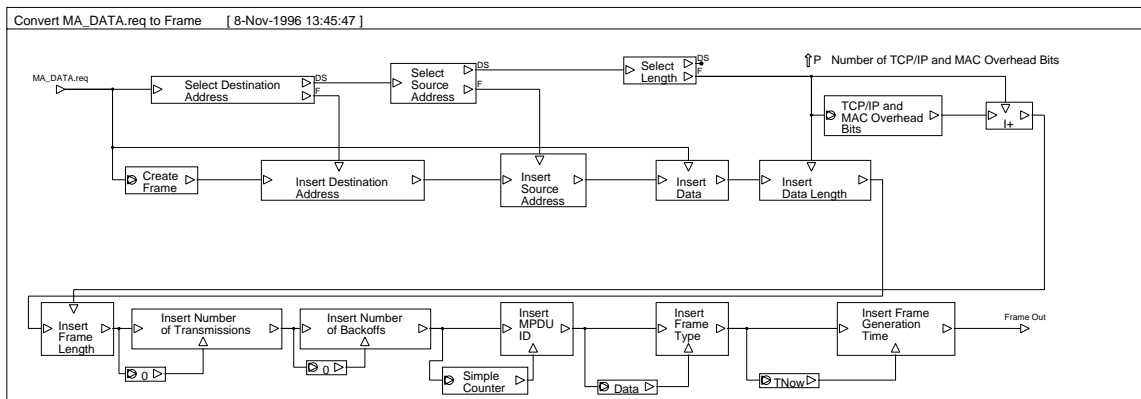 Convert MA_DATA.req to Frame [ 8-Nov-1996 13:45:47 ]
MA_DATA.req
Select Destination
Address
DS
F
Select
Source
Address
DS
F
Select
Length
DS
F
⇧P Number of TCP/IP and MAC Overhead Bits
TCP/IP and
MAC Overhead
Bits
I+
Create
Frame
Insert Destination
Address
Insert
Source
Address
Insert
Data
Insert
Data Length
Insert
Frame
Length
Insert Number
of Transmissions
0
Insert Number
of Backoffs
0
Insert
MPDU
ID
Simple
Counter
Insert
Frame
Type
Data
Insert Frame
Generation
Time
TNow
Frame Out